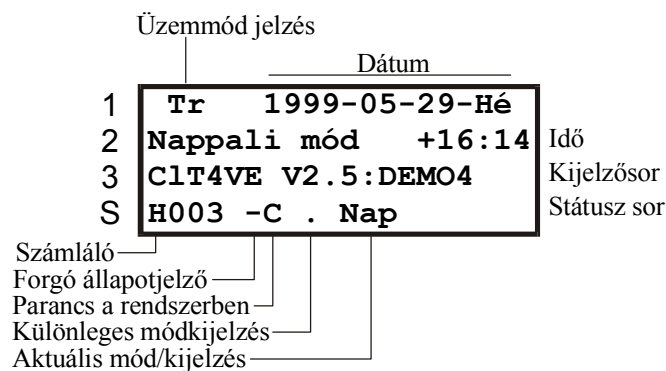 Üzemmód jelzés
Dátum
1 Tr 1999-05-29-Hé
2 Nappali mód +16:14 Idő
3 ClT4VE V2.5:DEMO4 Kijelzősor
S H003 -C . Nap Státusz sor
Számláló
Forgó állapotjelző
Parancs a rendszerben
Különleges módkijelzés
Aktuális mód/kijelzés